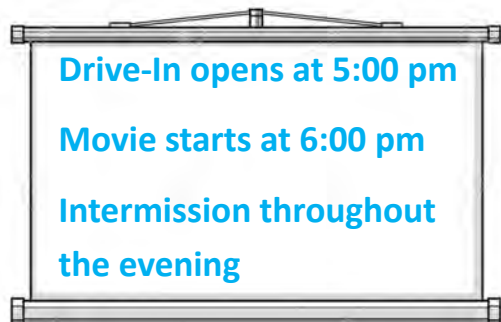 Drive-In opens at 5:00 pm
Movie starts at 6:00 pm
Intermission throughout
the evening